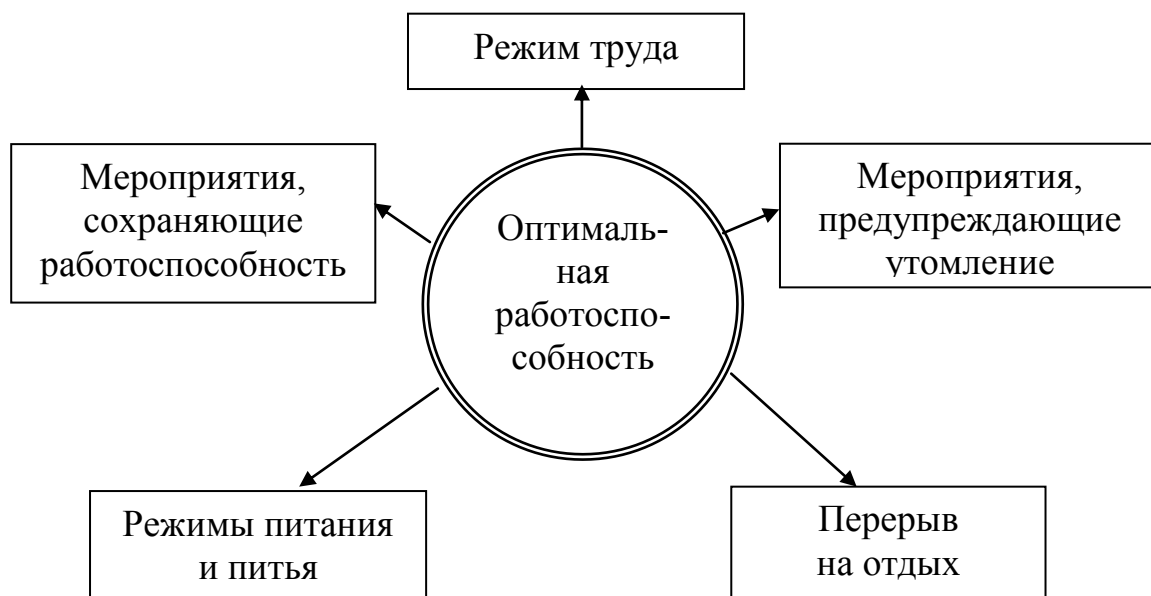 Режим труда
Мероприятия,
сохраняющие
работоспособность
Мероприятия,
предупреждающие
утомление
Оптималь-
ная
работоспо-
собность
Режимы питания
и питья
Перерыв
на отдых